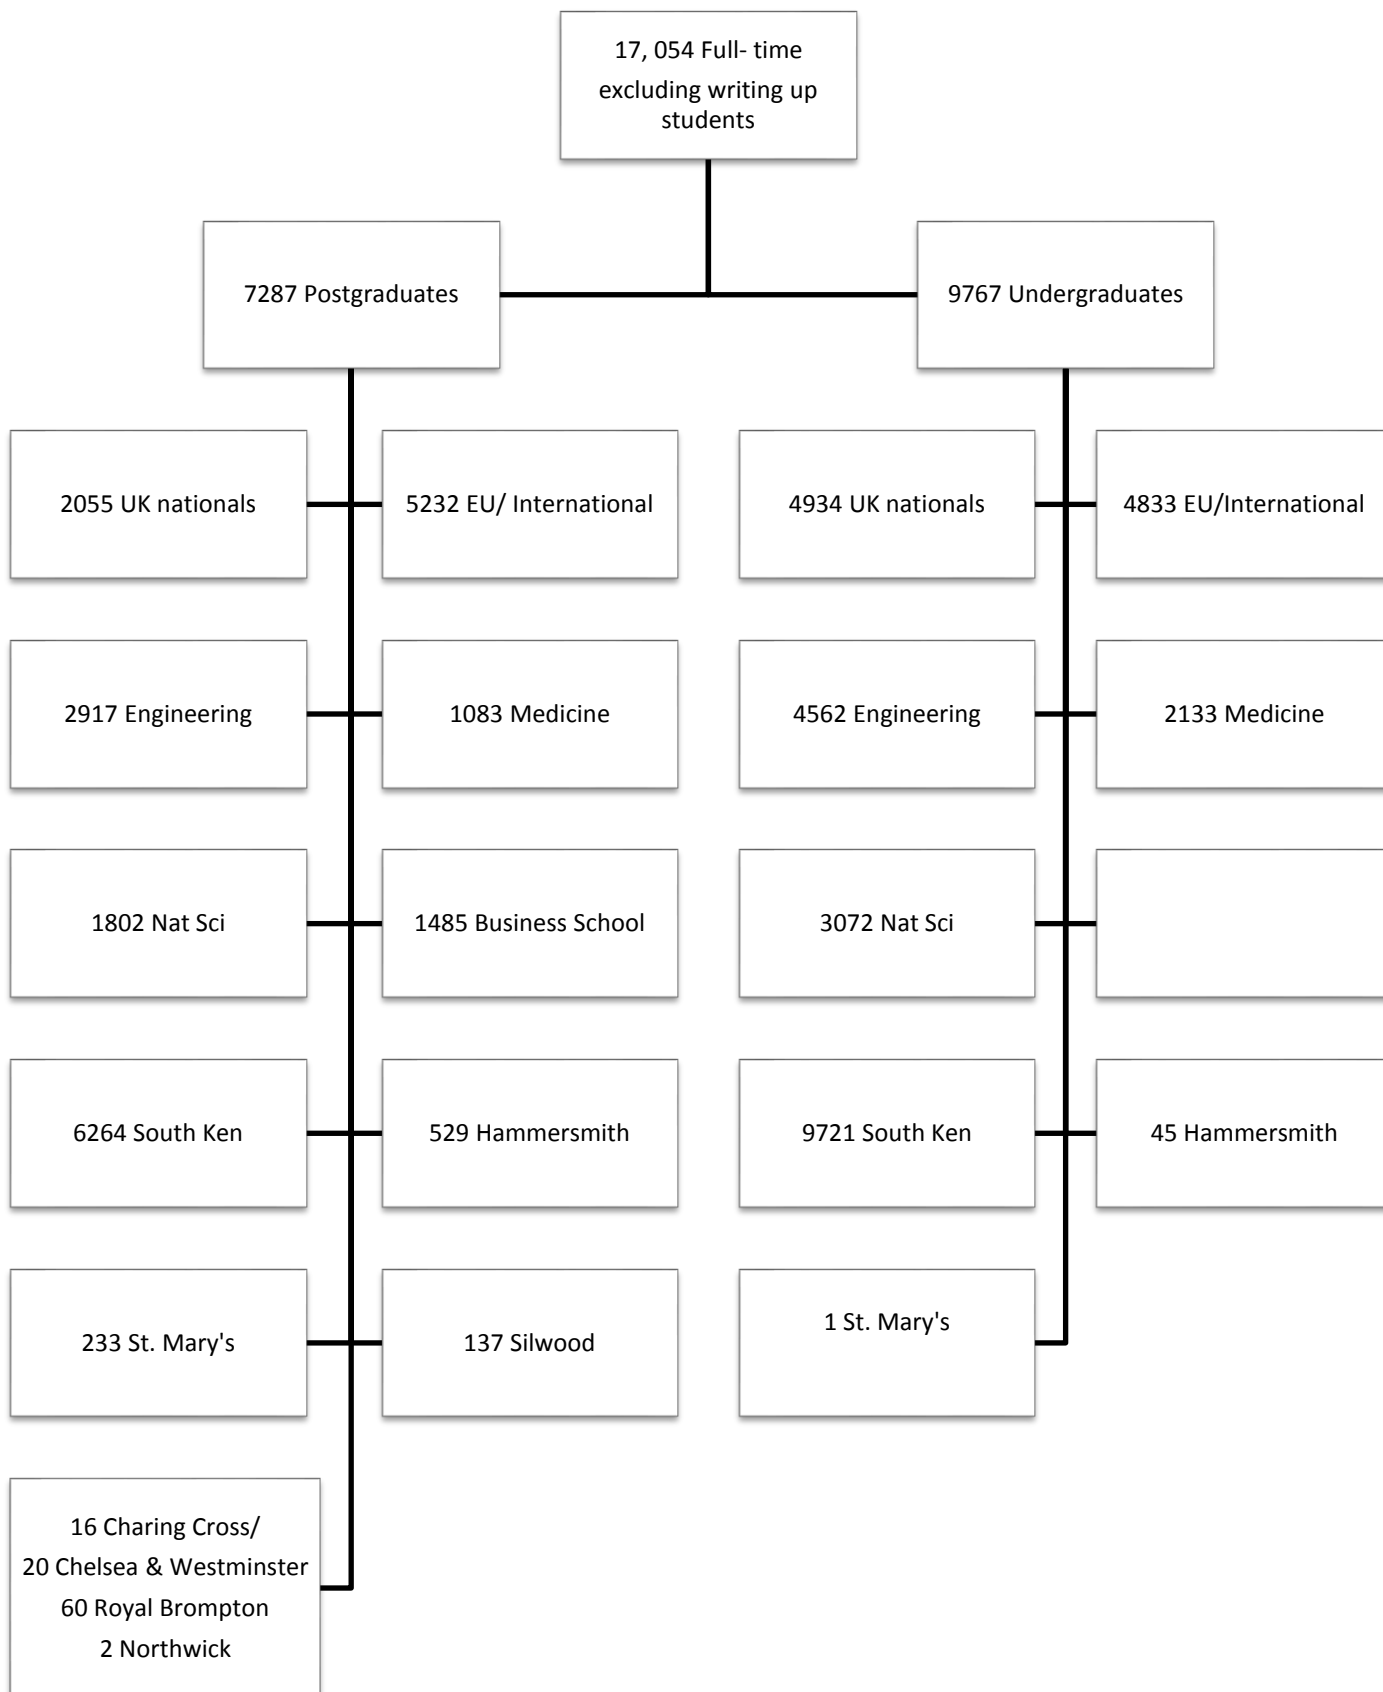 17, 054 Full- time
excluding writing up
students
7287 Postgraduates
9767 Undergraduates
2055 UK nationals
5232 EU/ International
4934 UK nationals
4833 EU/International
2917 Engineering
1083 Medicine
4562 Engineering
2133 Medicine
1802 Nat Sci
1485 Business School
3072 Nat Sci
6264 South Ken
529 Hammersmith
9721 South Ken
45 Hammersmith
233 St. Mary's
137 Silwood
1 St. Mary's
16 Charing Cross/
20 Chelsea & Westminster
60 Royal Brompton
2 Northwick